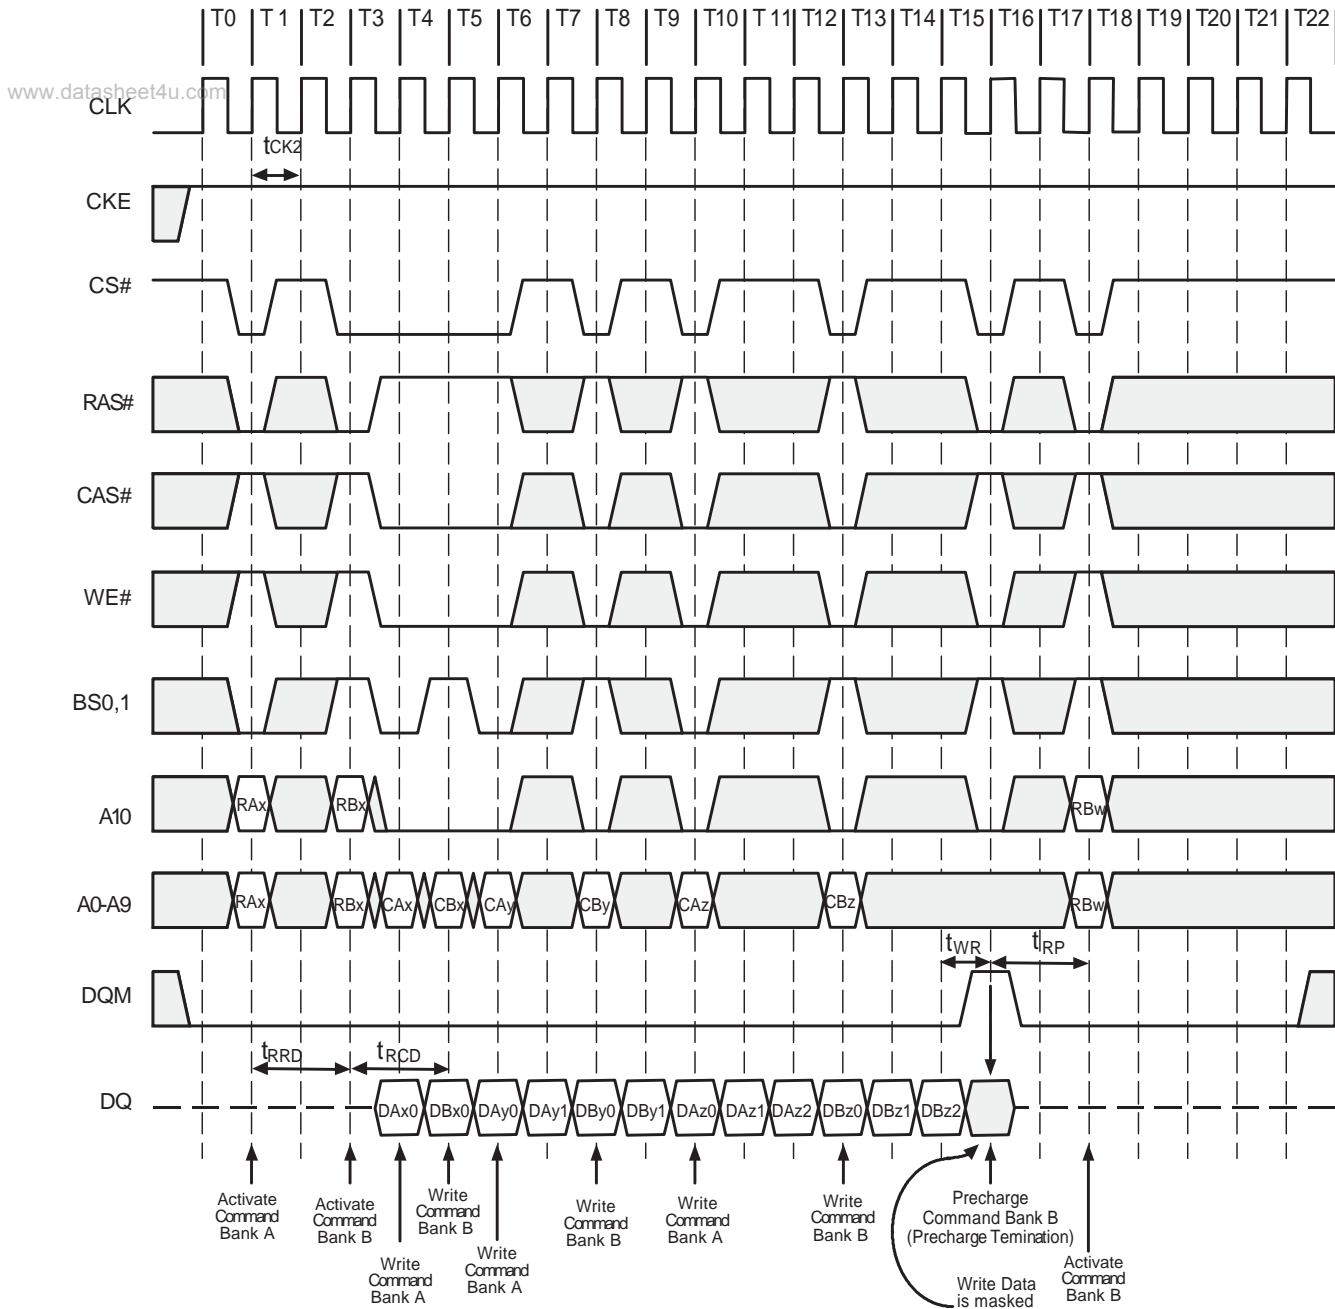 T0 T 1 T2 T3 T4 T5 T6 T7 T8 T9 T10 T 11 T12 T13 T14 T15 T16 T17 T18 T19 T20 T21 T22
www.datasheet4u.com
CLK
tCK2
CKE
CS#
RAS#
CAS#
WE#
BS0,1
A10
RAx RBx RBw
A0-A9
RAx RBx CAx CBx CAy CBy CAz CBz RBw
tWR tRP
DQM
tRRD tRCD
DQ
DAx0 DBx0 DAy0 DAy1 DBy0 DBy1 DAz0 DAz1 DAz2 DBz0 DBz1 DBz2
Activate
Command
Bank A
Activate
Command
Bank B
Write
Command
Bank A
Write
Command
Bank B
Write
Command
Bank A
Write
Command
Bank B
Write
Command
Bank A
Write
Command
Bank B
Precharge
Command Bank B
(Precharge Temination)
Write Data
is masked
Activate
Command
Bank B